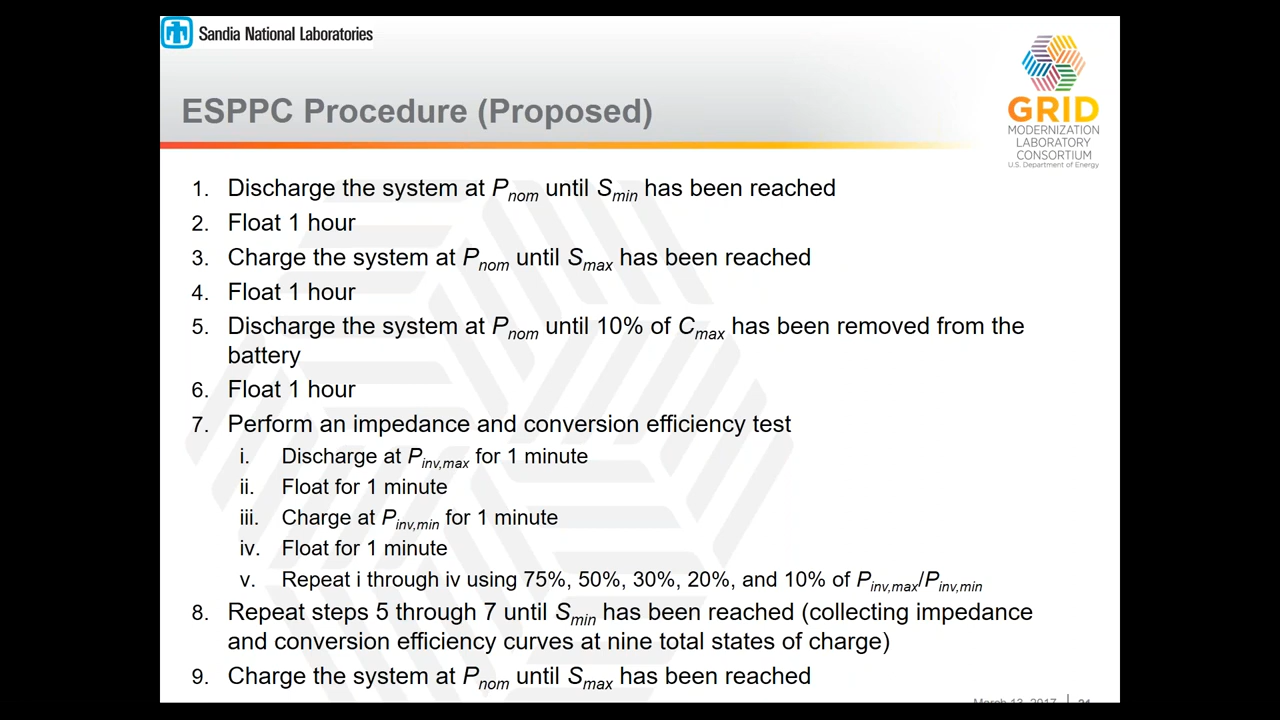 Sandia National Laboratories
GRID
MODERNIZATION
LABORATORY
CONSORTIUM
U.S. Department of Energy
ESPPC Procedure (Proposed)
1. Discharge the system at Pnom until Smin has been reached
2. Float 1 hour
3. Charge the system at Pnom until Smax has been reached
4. Float 1 hour
5. Discharge the system at Pnom until 10% of Cmax has been removed from the
battery
6. Float 1 hour
7. Perform an impedance and conversion efficiency test
i. Discharge at Pinv,max for 1 minute
ii. Float for 1 minute
iii. Charge at Pinv,min for 1 minute
iv. Float for 1 minute
v. Repeat i through iv using 75%, 50%, 30%, 20%, and 10% of Pinv,max/Pinv,min
8. Repeat steps 5 through 7 until Smin has been reached (collecting impedance
and conversion efficiency curves at nine total states of charge)
9. Charge the system at Pnom until Smax has been reached
March 13, 2017